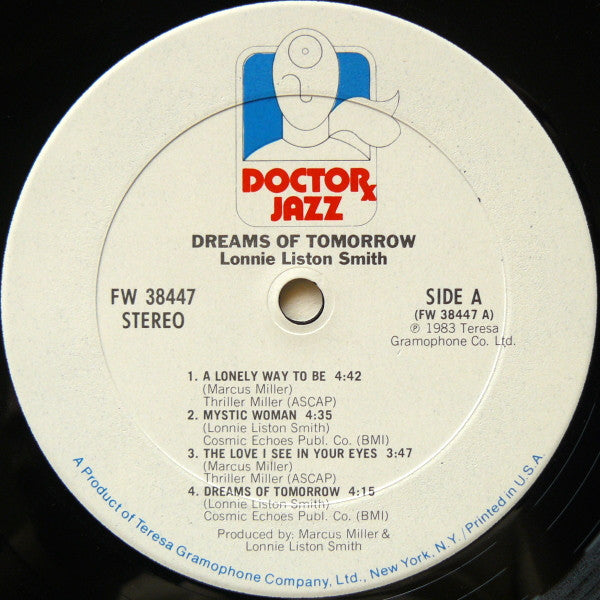 DOCTOR
℞
JAZZ
DREAMS OF TOMORROW
Lonnie Liston Smith
FW 38447
STEREO
SIDE A
(FW 38447 A)
℗ 1983 Teresa
Gramophone Co. Ltd.
1. A LONELY WAY TO BE 4:42
(Marcus Miller)
Thriller Miller (ASCAP)
2. MYSTIC WOMAN 4:35
(Lonnie Liston Smith)
Cosmic Echoes Publ. Co. (BMI)
3. THE LOVE I SEE IN YOUR EYES 3:47
(Marcus Miller)
Thriller Miller (ASCAP)
4. DREAMS OF TOMORROW 4:15
(Lonnie Liston Smith)
Cosmic Echoes Publ. Co. (BMI)
Produced by: Marcus Miller &
Lonnie Liston Smith
A Product of Teresa Gramophone Company, Ltd., New York, N.Y./Printed in U.S.A.